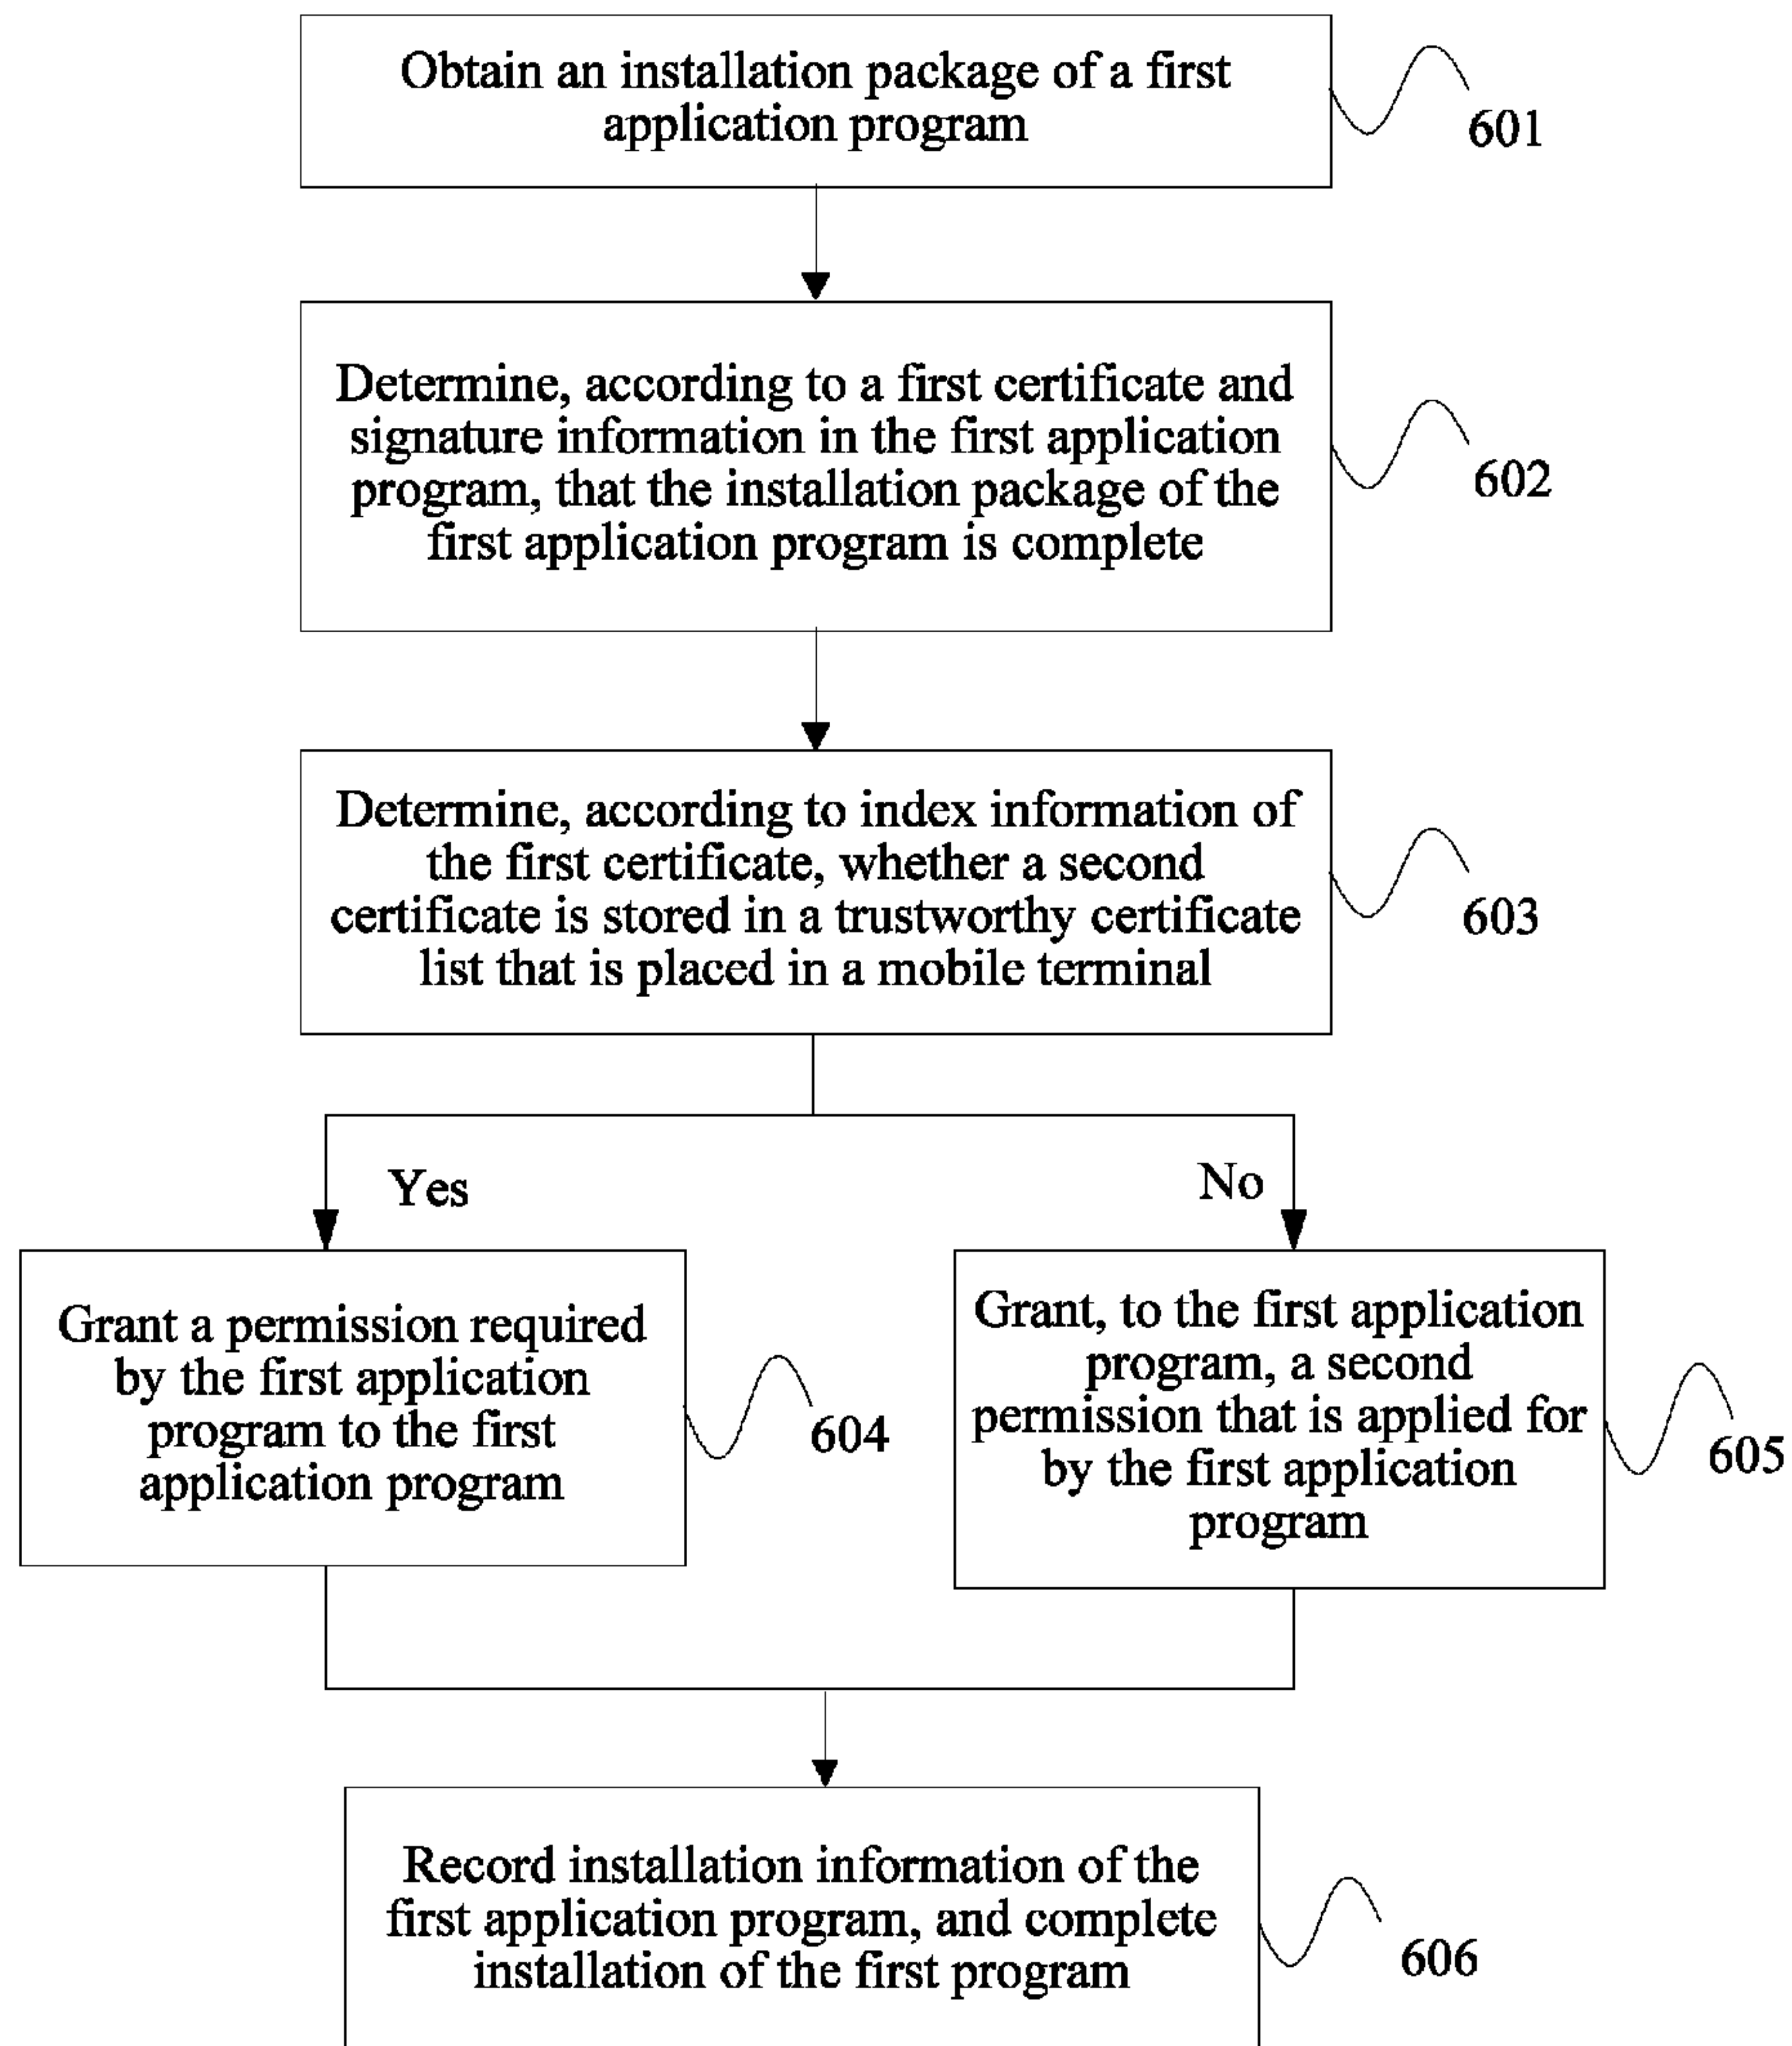 Obtain an installation package of a first
application program
601
Determine, according to a first certificate and
signature information in the first application
program, that the installation package of the
first application program is complete
602
Determine, according to index information of
the first certificate, whether a second
certificate is stored in a trustworthy certificate
list that is placed in a mobile terminal
603
Yes
No
Grant a permission required
by the first application
program to the first
application program
604
Grant, to the first application
program, a second
permission that is applied for
by the first application
program
605
Record installation information of the
first application program, and complete
installation of the first program
606